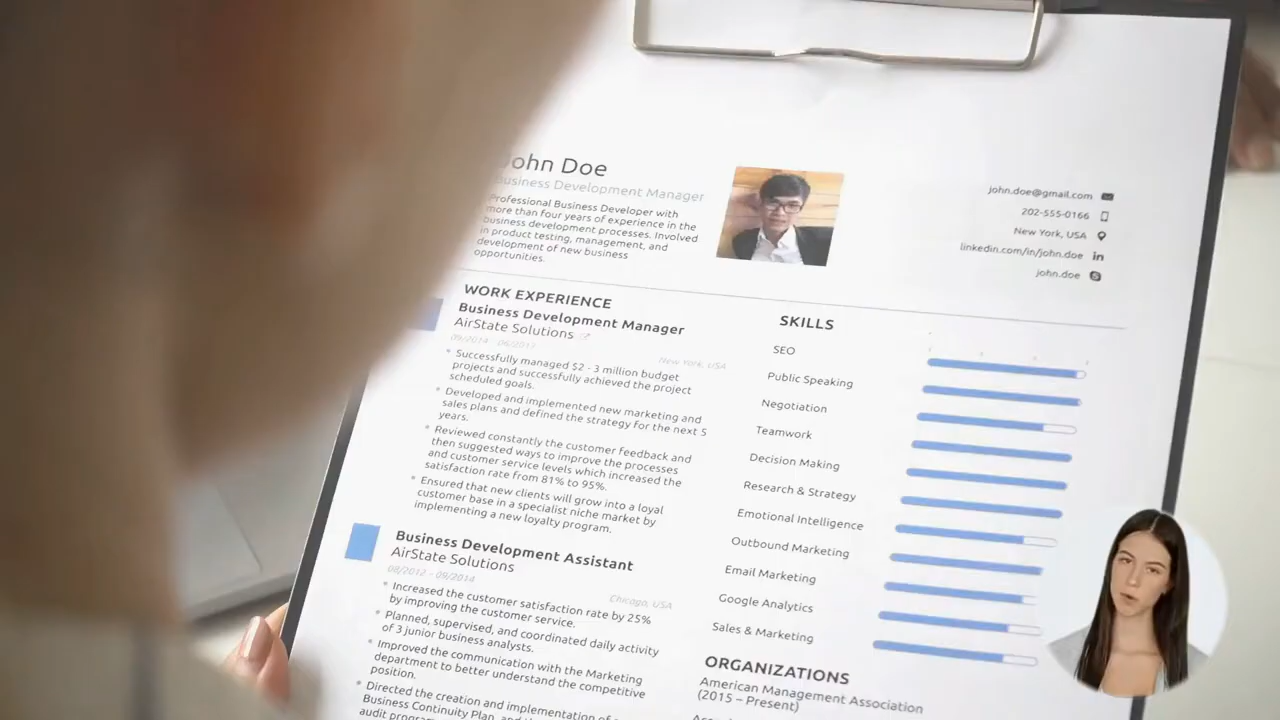 John Doe
Business Development Manager
Professional Business Developer with
more than four years of experience in the
business development processes. Involved
in product testing, management, and
development of new business
opportunities.
john.doe@gmail.com
202-555-0166
New York, USA
linkedin.com/in/john.doe
in
john.doe
WORK EXPERIENCE
Business Development Manager
AirState Solutions
09/2014 - 06/2017
New York, USA
Successfully managed $2 - 3 million budget
projects and successfully achieved the project
scheduled goals.
Developed and implemented new marketing and
sales plans and defined the strategy for the next 5
years.
Reviewed constantly the customer feedback and
then suggested ways to improve the processes
and customer service levels which increased the
satisfaction rate from 81% to 95%.
Ensured that new clients will grow into a loyal
customer base in a specialist niche market by
implementing a new loyalty program.
Business Development Assistant
AirState Solutions
08/2012 - 09/2014
Chicago, USA
Increased the customer satisfaction rate by 25%
by improving the customer service.
Planned, supervised, and coordinated daily activity
of 3 junior business analysts.
Improved the communication with the Marketing
department to better understand the competitive
position.
Directed the creation and implementation of a
Business Continuity Plan, and the
audit
SKILLS
SEO
Public Speaking
Negotiation
Teamwork
Decision Making
Research & Strategy
Emotional Intelligence
Outbound Marketing
Email Marketing
Google Analytics
Sales & Marketing
ORGANIZATIONS
American Management Association
(2015 – Present)